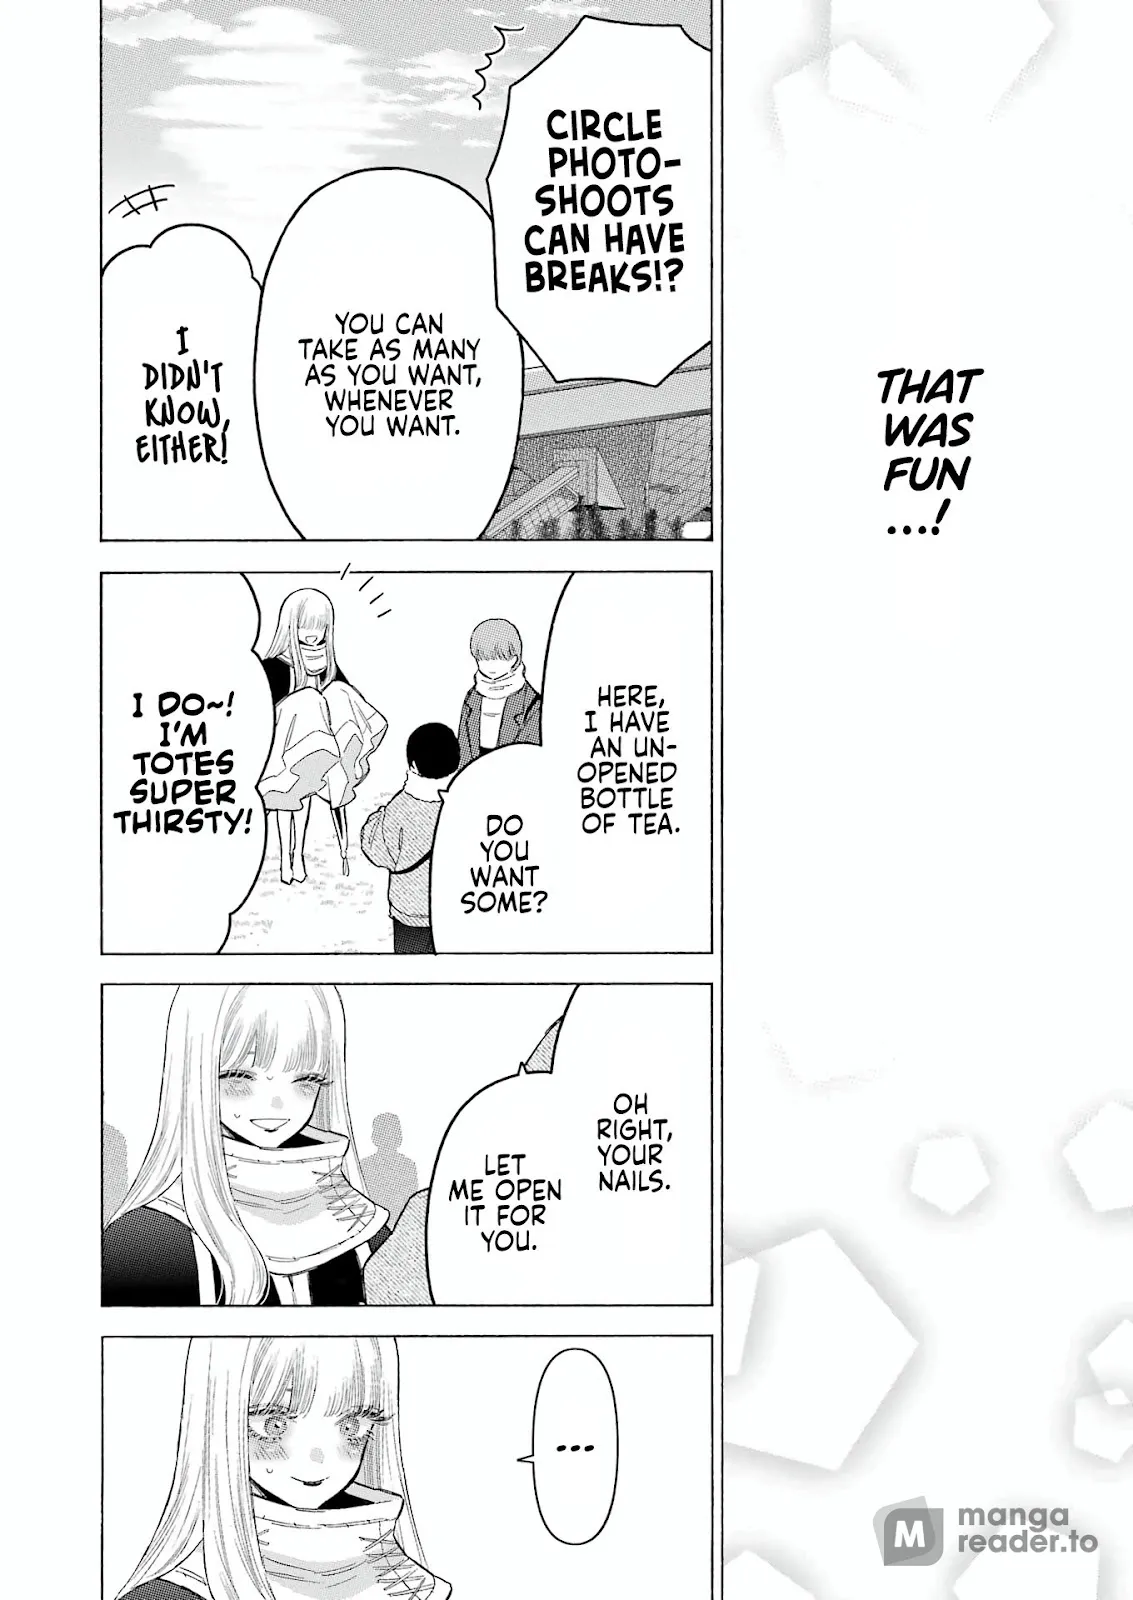 THAT
WAS
FUN
...!
CIRCLE
PHOTO-
SHOOTS
CAN HAVE
BREAKS!?
YOU CAN
TAKE AS MANY
AS YOU WANT,
WHENEVER
YOU WANT.
I
DIDN'T
KNOW,
EITHER!
HERE,
I HAVE
AN UN-
OPENED
BOTTLE
OF TEA.
DO
YOU
WANT
SOME?
I DO~!
I'M
TOTES
SUPER
THIRSTY!
OH
RIGHT,
YOUR
NAILS.
LET
ME OPEN
IT FOR
YOU.
...
M manga
reader.to